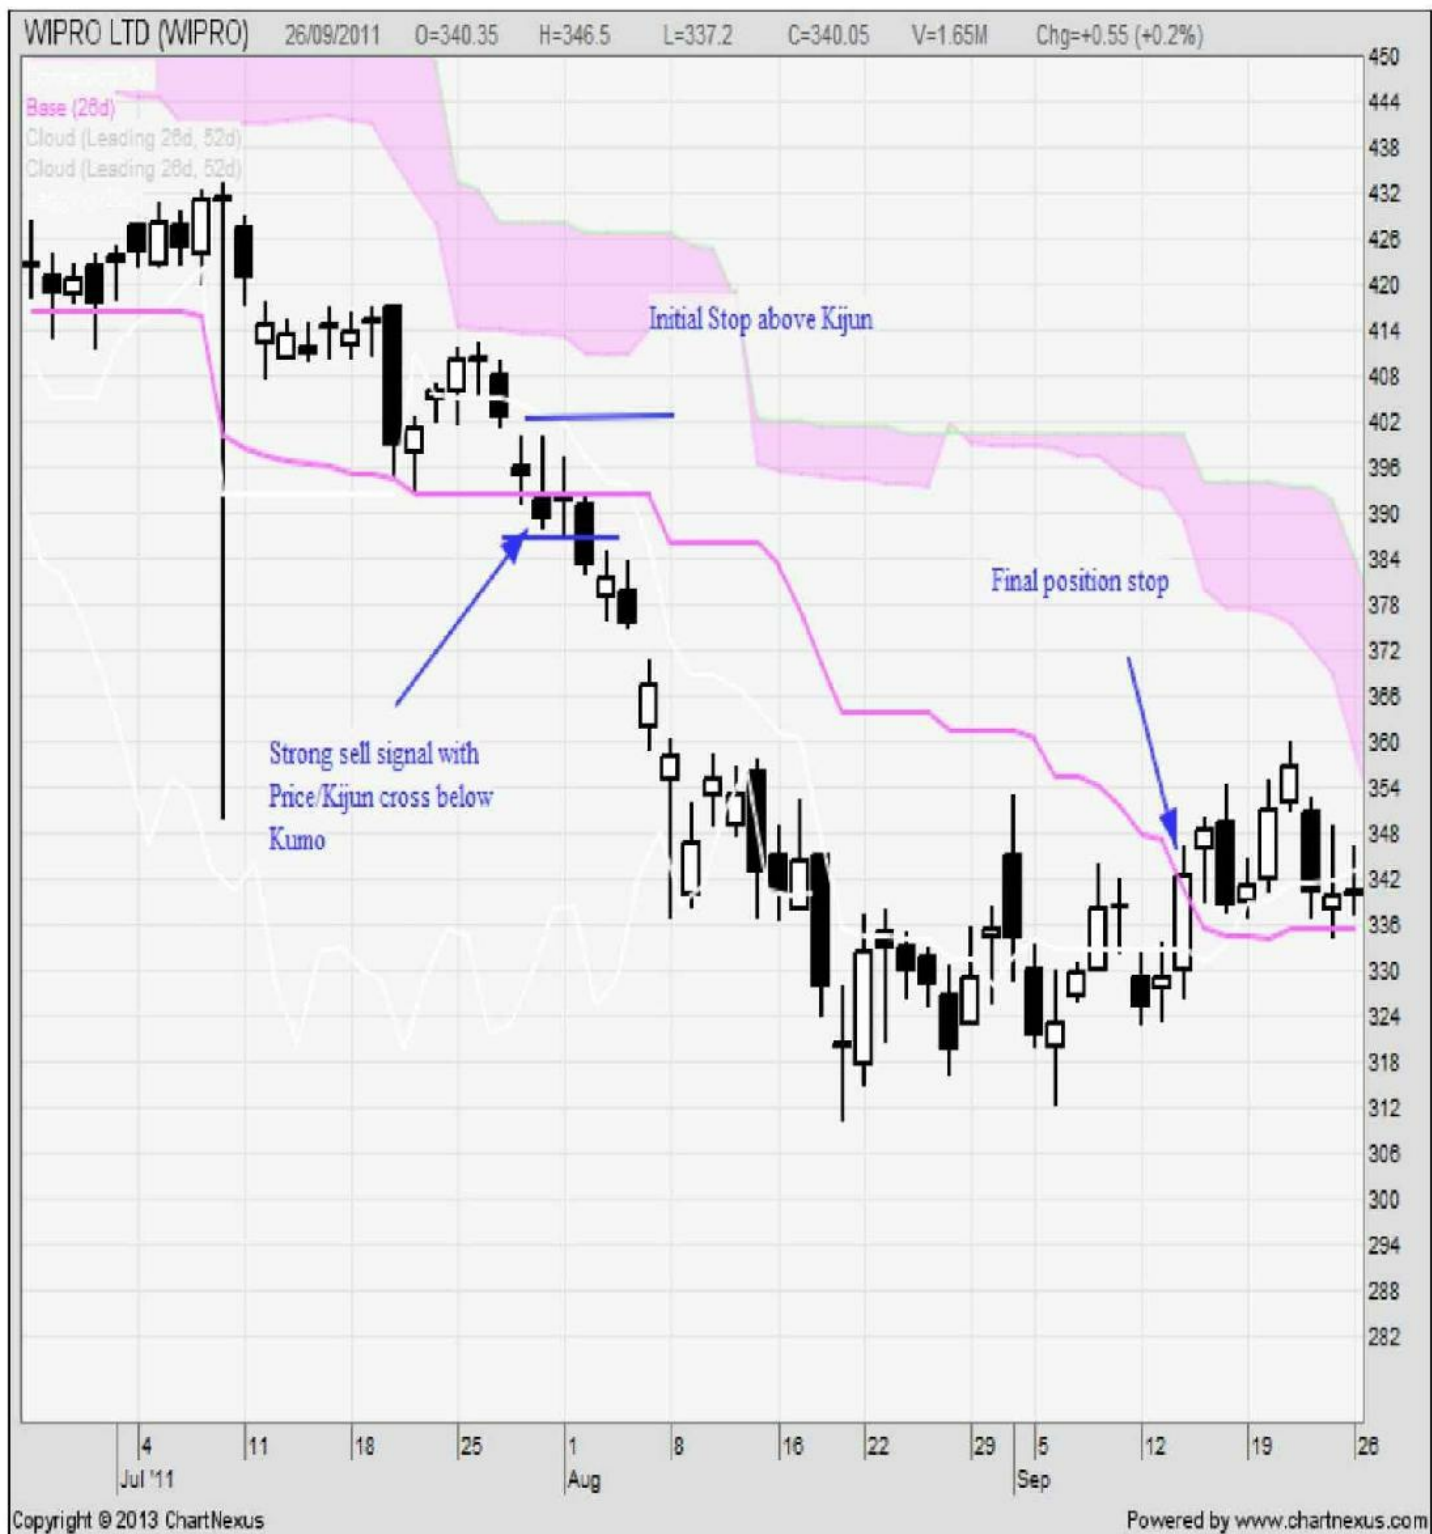 WIPRO LTD (WIPRO) 26/09/2011 O=340.35 H=346.5 L=337.2 C=340.05 V=1.65M Chg=+0.55 (+0.2%)
Base (26d)
Cloud (Leading 26d, 52d)
Cloud (Leading 26d, 52d)
450
444
438
432
426
420
414
408
402
396
390
384
378
372
366
360
354
348
342
336
330
324
318
312
306
300
294
288
282
Initial Stop above Kijun
Final position stop
Strong sell signal with
Price/Kijun cross below
Kumo
4 11 18 25 1 8 16 22 29 5 12 19 26
Jul '11 Aug Sep
Copyright © 2013 ChartNexus Powered by www.chartnexus.com